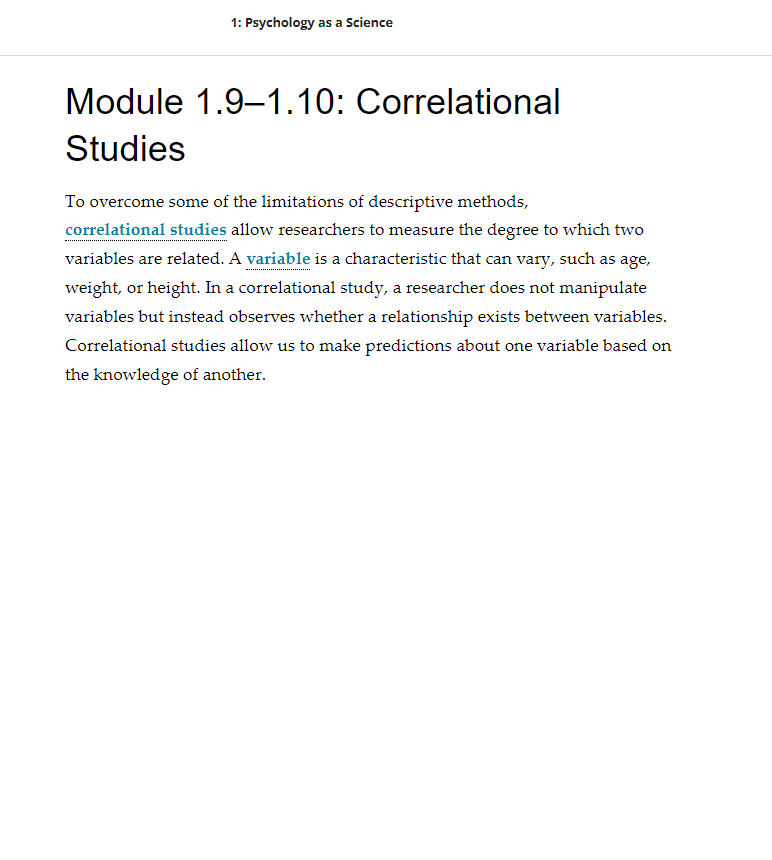 1: Psychology as a Science
Module 1.9–1.10: Correlational
Studies
To overcome some of the limitations of descriptive methods,
correlational studies allow researchers to measure the degree to which two
variables are related. A variable is a characteristic that can vary, such as age,
weight, or height. In a correlational study, a researcher does not manipulate
variables but instead observes whether a relationship exists between variables.
Correlational studies allow us to make predictions about one variable based on
the knowledge of another.